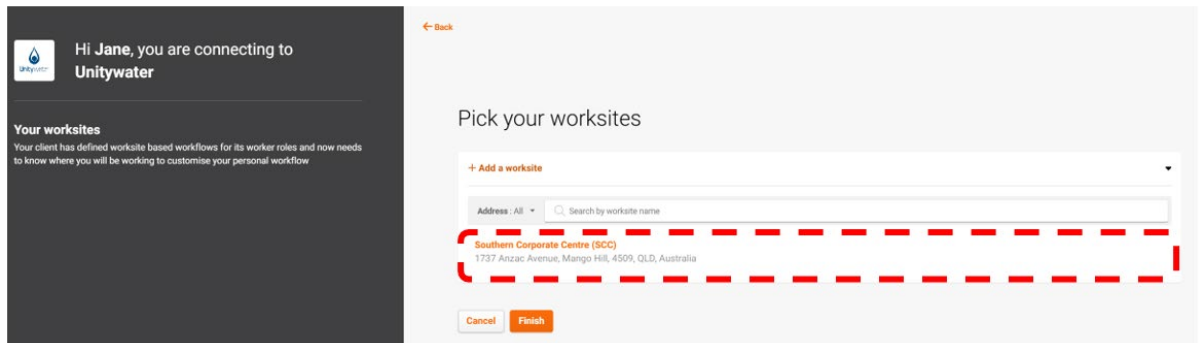 ← Back
Hi Jane, you are connecting to
Unitywater
Unitywater
Your worksites
Your client has defined worksite based workflows for its worker roles and now needs
to know where you will be working to customise your personal workflow
Pick your worksites
+ Add a worksite
Address : All
Search by worksite name
Southern Corporate Centre (SCC)
1737 Anzac Avenue, Mango Hill, 4509, QLD, Australia
Cancel
Finish